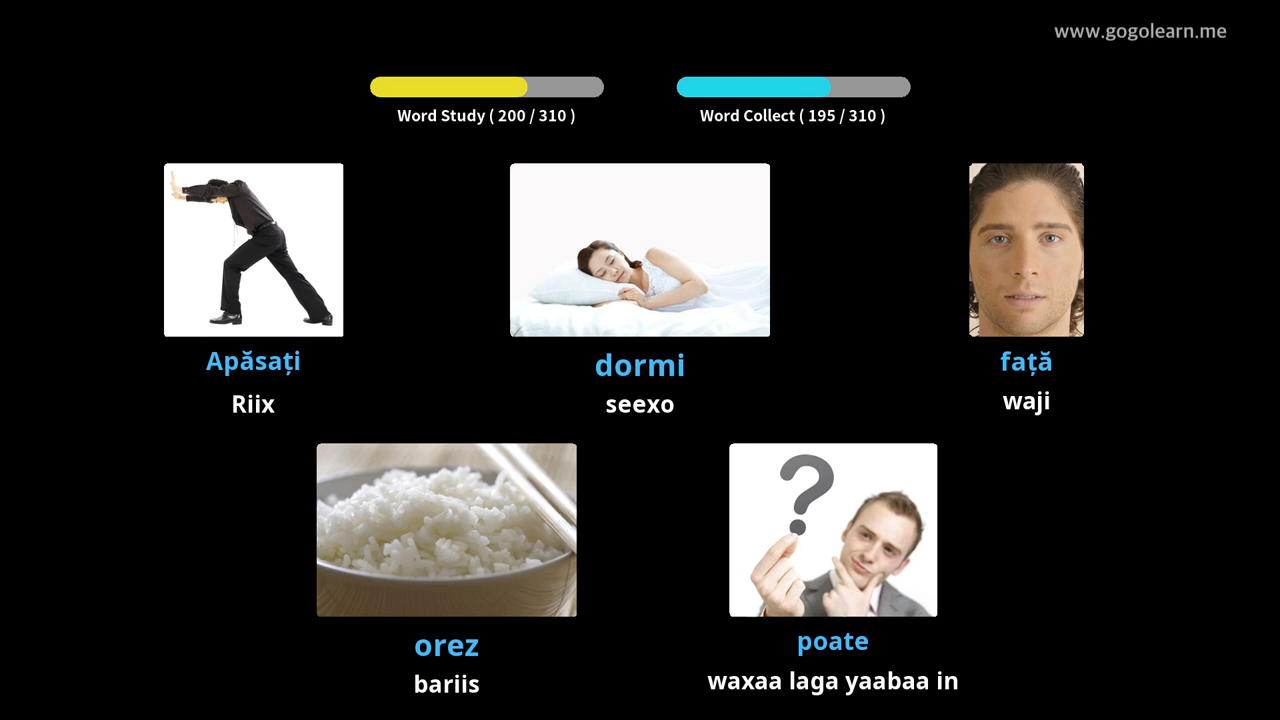 www.gogolearn.me
Word Study ( 200 / 310 )
Word Collect ( 195 / 310 )
Apăsați
Riix
dormi
seexo
față
waji
orez
bariis
poate
waxaa laga yaabaa in